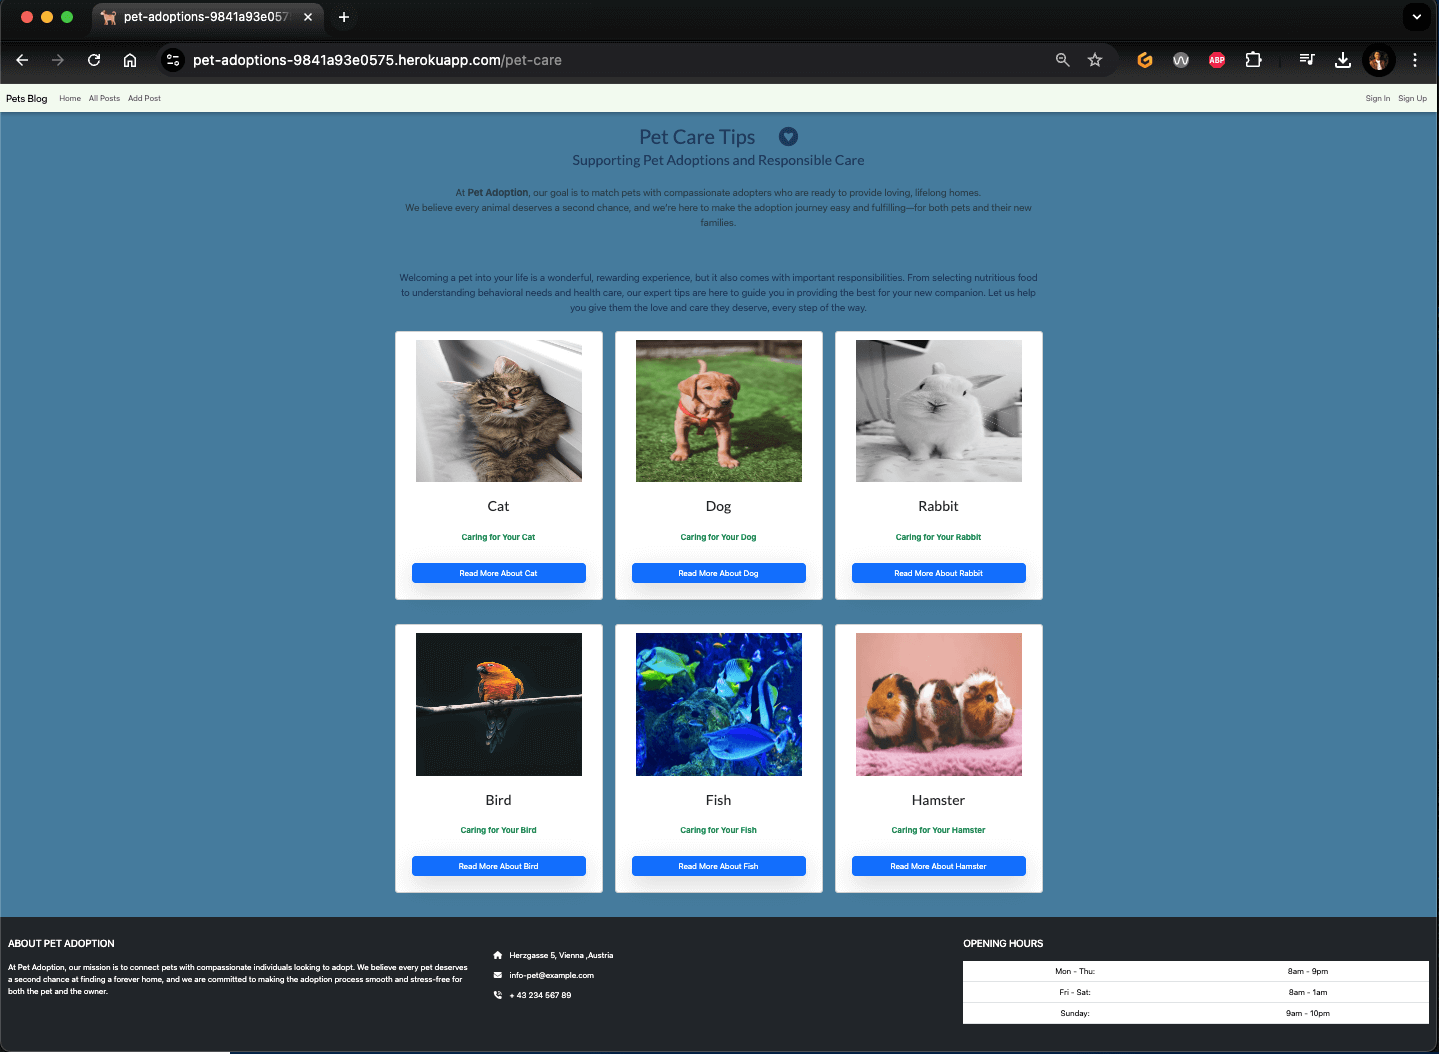 pet-adoptions-9841a93e057
pet-adoptions-9841a93e0575.herokuapp.com/pet-care
ABP
Pets Blog Home All Posts Add Post Sign In Sign Up
Pet Care Tips
Supporting Pet Adoptions and Responsible Care
At Pet Adoption, our goal is to match pets with compassionate adopters who are ready to provide loving, lifelong homes.
We believe every animal deserves a second chance, and we're here to make the adoption journey easy and fulfilling—for both pets and their new
families.
Welcoming a pet into your life is a wonderful, rewarding experience, but it also comes with important responsibilities. From selecting nutritious food
to understanding behavioral needs and health care, our expert tips are here to guide you in providing the best for your new companion. Let us help
you give them the love and care they deserve, every step of the way.
Cat Dog Rabbit
Caring for Your Cat Caring for Your Dog Caring for Your Rabbit
Read More About Cat Read More About Dog Read More About Rabbit
Bird Fish Hamster
Caring for Your Bird Caring for Your Fish Caring for Your Hamster
Read More About Bird Read More About Fish Read More About Hamster
ABOUT PET ADOPTION
At Pet Adoption, our mission is to connect pets with compassionate individuals looking to adopt. We believe every pet deserves
a second chance at finding a forever home, and we are committed to making the adoption process smooth and stress-free for
both the pet and the owner.
Herzgasse 5, Vienna ,Austria
info-pet@example.com
+ 43 234 567 89
OPENING HOURS
Mon - Thu: 8am - 9pm
Fri - Sat: 8am - 1am
Sunday: 9am - 10pm